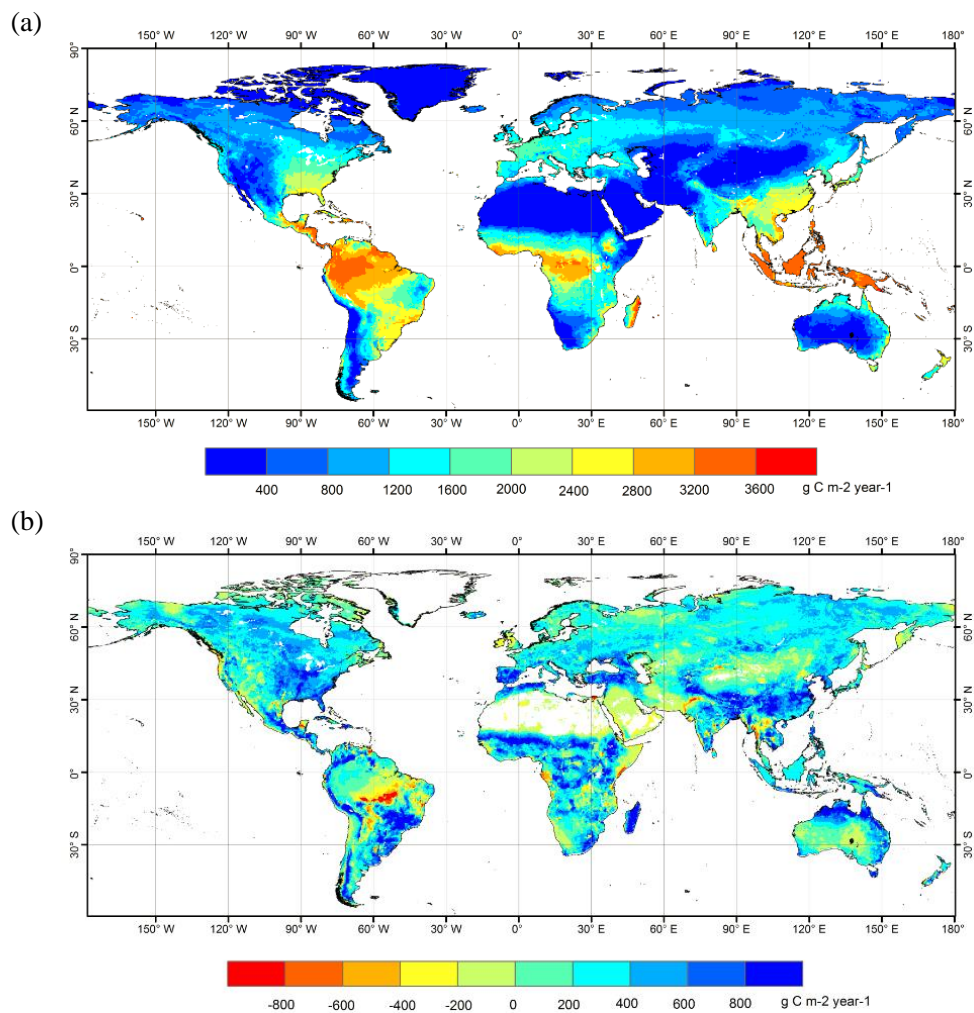 (a)
150° W 120° W 90° W 60° W 30° W 0° 30° E 60° E 90° E 120° E 150° E 180°
90°
60° N 60° N
30° N 30° N
0° 0°
30° S 30° S
150° W 120° W 90° W 60° W 30° W 0° 30° E 60° E 90° E 120° E 150° E 180°
400 800 1200 1600 2000 2400 2800 3200 3600 g C m-2 year-1
(b)
150° W 120° W 90° W 60° W 30° W 0° 30° E 60° E 90° E 120° E 150° E 180°
90°
60° N 60° N
30° N 30° N
0° 0°
30° S 30° S
150° W 120° W 90° W 60° W 30° W 0° 30° E 60° E 90° E 120° E 150° E 180°
-800 -600 -400 -200 0 200 400 600 800 g C m-2 year-1